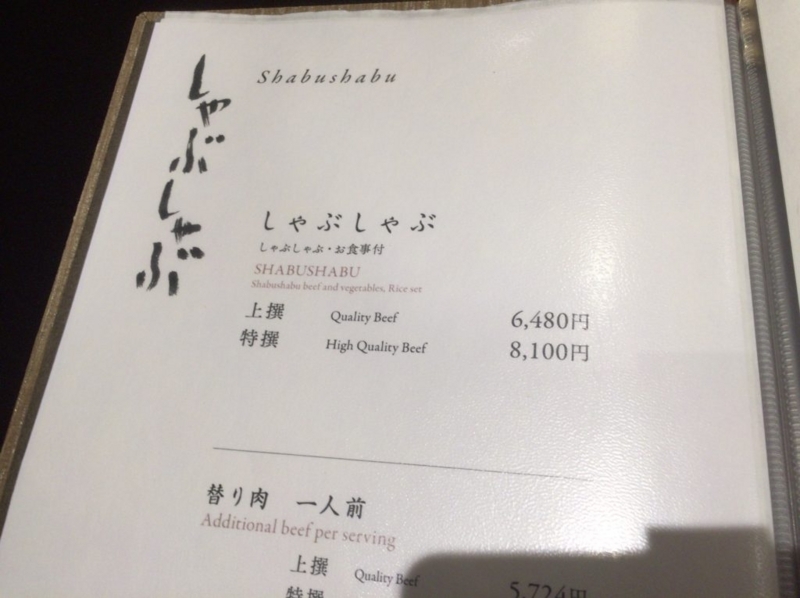 しゃぶしゃぶ
Shabushabu
しゃぶしゃぶ
しゃぶしゃぶ・お食事付
SHABUSHABU
Shabushabu beef and vegetables, Rice set
上撰 Quality Beef 6,480円
特撰 High Quality Beef 8,100円
替り肉 一人前
Additional beef per serving
上撰 Quality Beef 5,724円
特撰